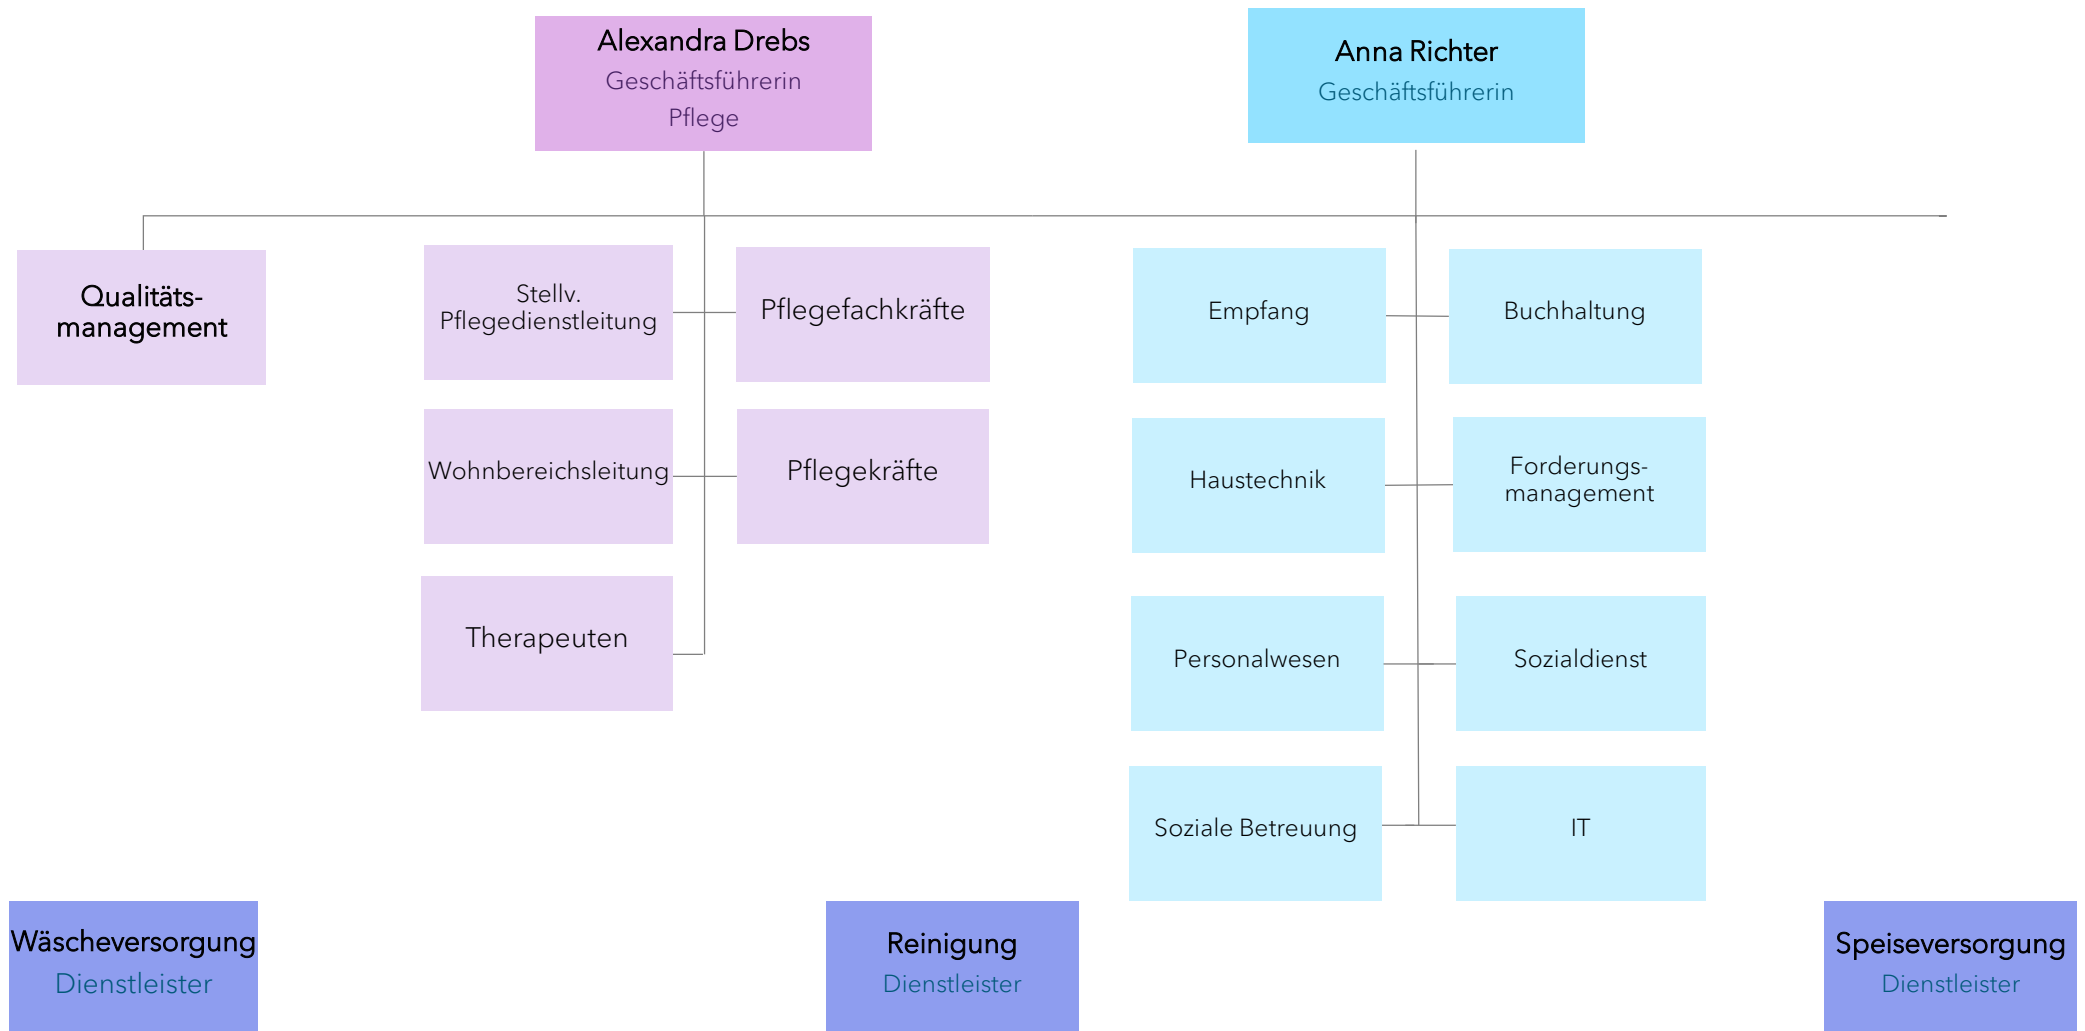 Alexandra Drebs
Geschäftsführerin
Pflege
Anna Richter
Geschäftsführerin
Qualitäts-
management
Stellv.
Pflegedienstleitung
Pflegefachkräfte
Empfang
Buchhaltung
Wohnbereichsleitung
Pflegekräfte
Haustechnik
Forderungs-
management
Therapeuten
Personalwesen
Sozialdienst
Soziale Betreuung
IT
Wäscheversorgung
Dienstleister
Reinigung
Dienstleister
Speiseversorgung
Dienstleister